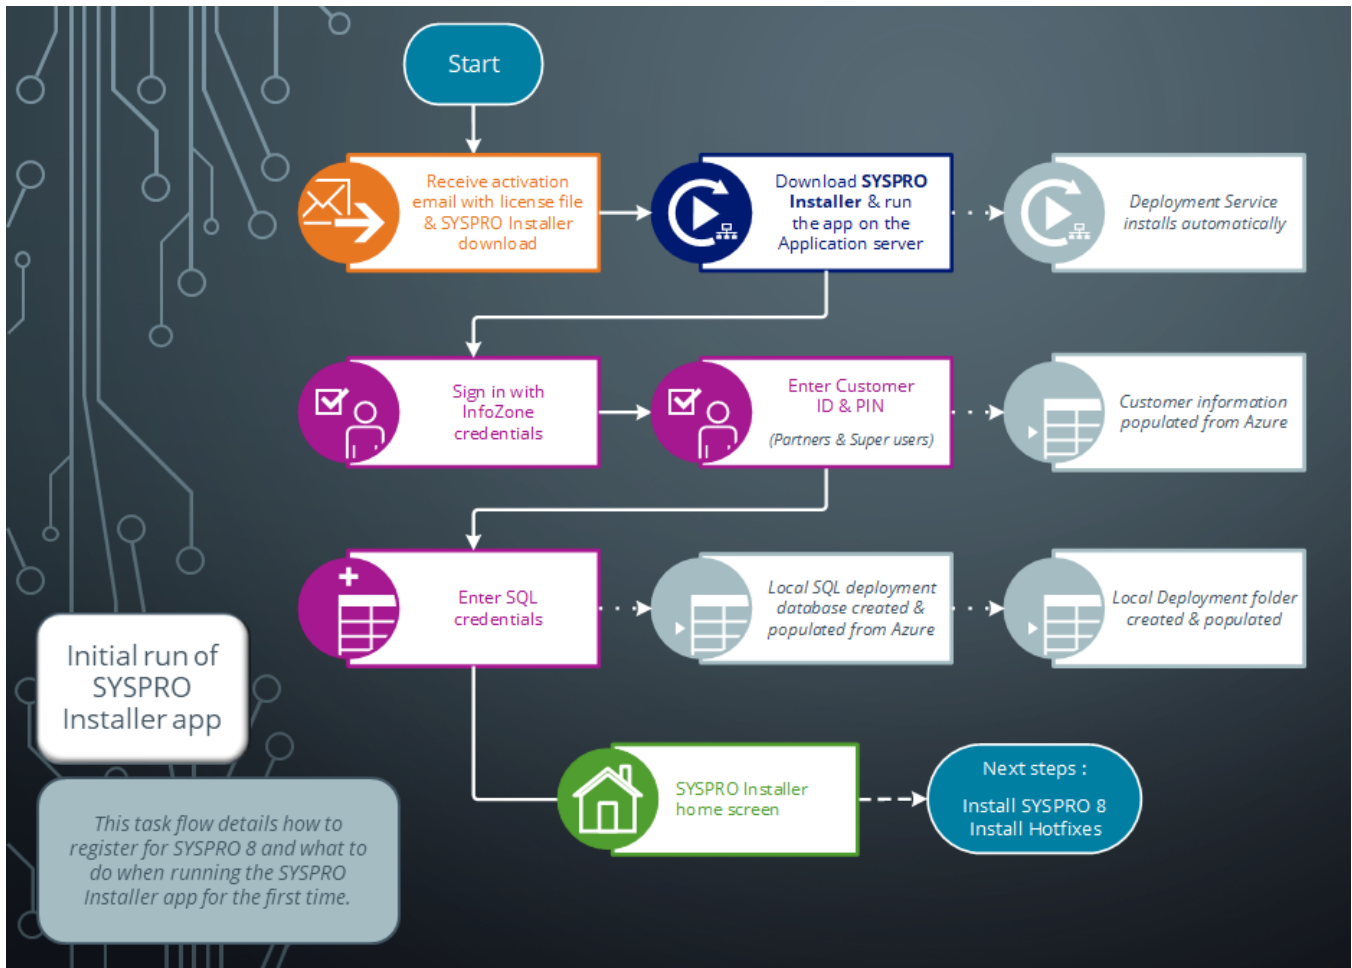 Start
Receive activation
email with license file
& SYSPRO Installer
download
Download SYSPRO
Installer & run
the app on the
Application server
Deployment Service
installs automatically
Sign in with
InfoZone
credentials
Enter Customer
ID & PIN
(Partners & Super users)
Customer information
populated from Azure
Enter SQL
credentials
Local SQL deployment
database created &
populated from Azure
Local Deployment folder
created & populated
Initial run of
SYSPRO
Installer app
SYSPRO Installer
home screen
Next steps :
Install SYSPRO 8
Install Hotfixes
This task flow details how to
register for SYSPRO 8 and what to
do when running the SYSPRO
Installer app for the first time.